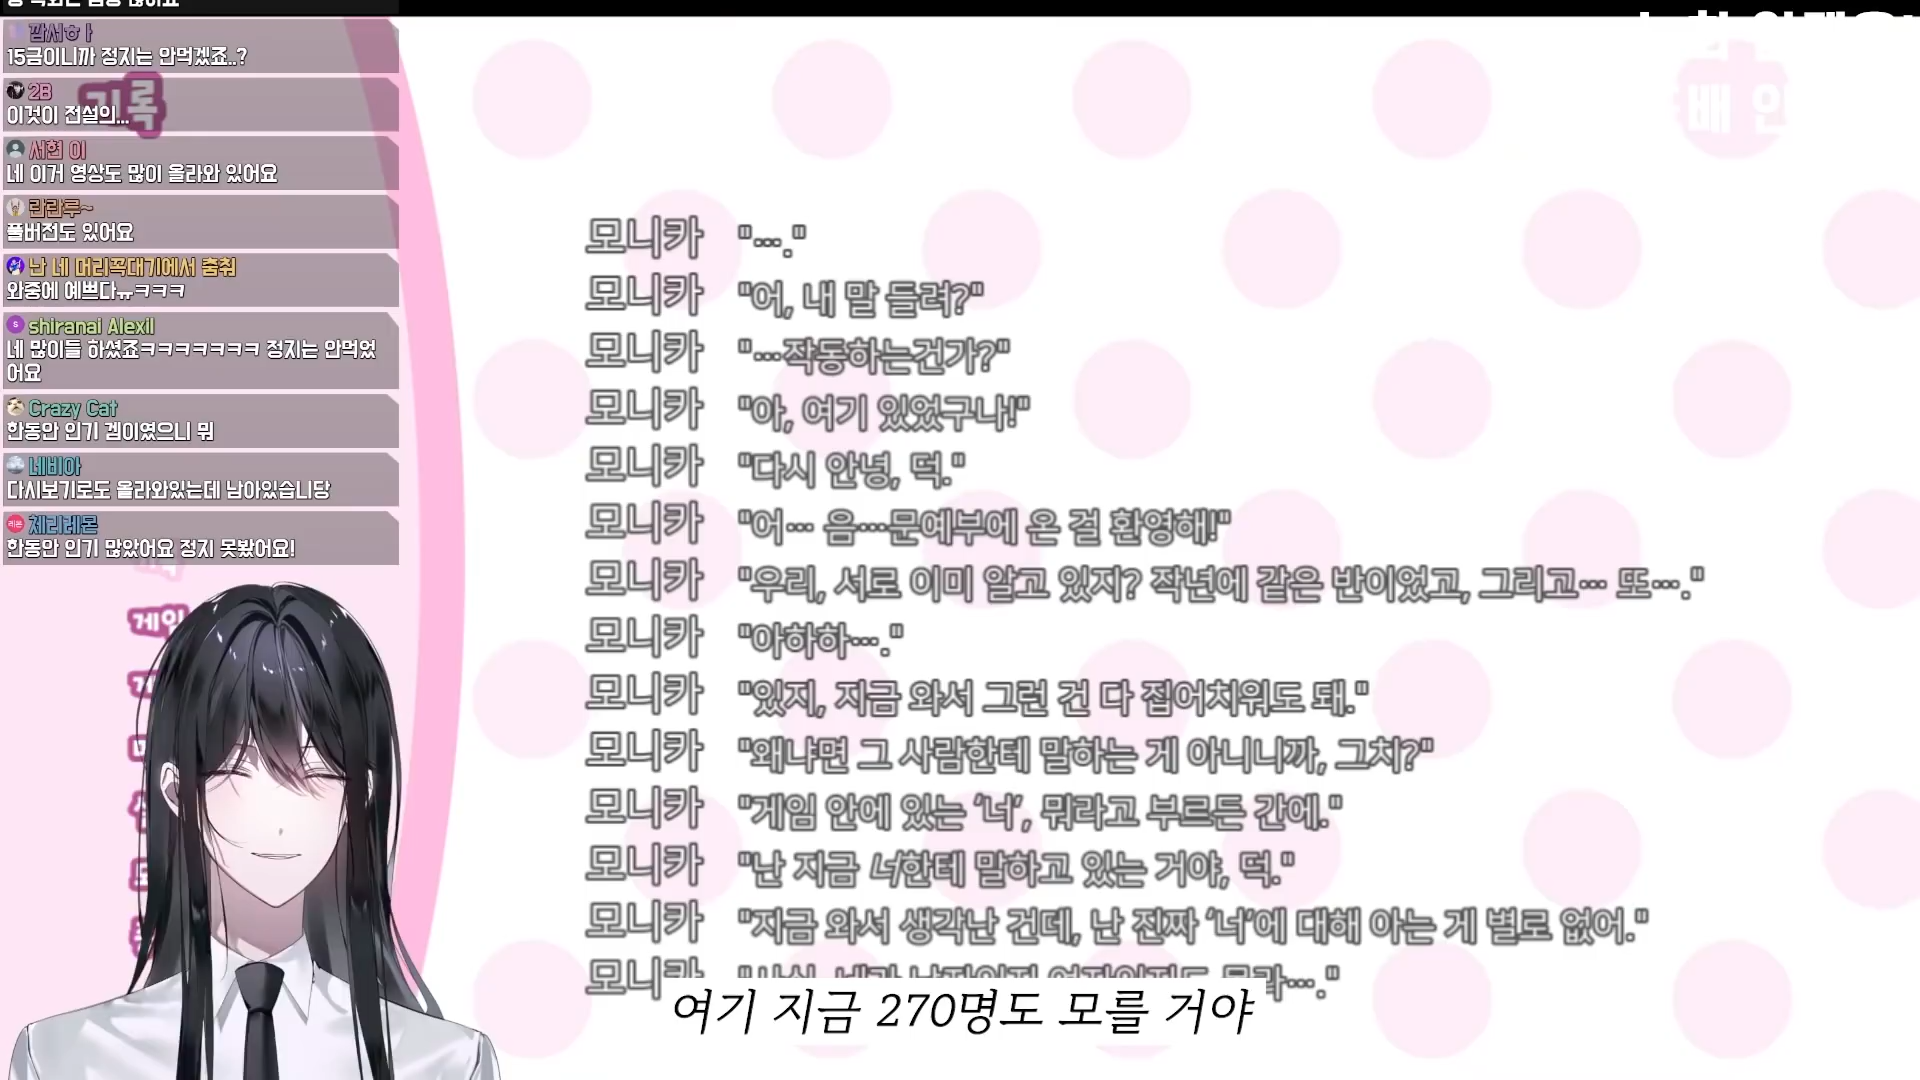 깜서ㅎㅏ
15금이니까 정지는 안먹겠죠..?
2B
이것이 전설의...
기록
서현 이
네 이거 영상도 많이 올라와 있어요
란란루~
풀버전도 있어요
난 네 머리꼭대기에서 춤춰
와중에 예쁘다ㅠㅋㅋㅋ
shiranai Alexil
네 많이들 하셨죠ㅋㅋㅋㅋㅋㅋㅋ 정지는 안먹었
어요
Crazy Cat
한동안 인기 겜이였으니 뭐
네비아
다시보기로도 올라와있는데 남아있습니당
체리레몬
한동안 인기 많았어요 정지 못봤어요!
게임
배 인
모니카 "…."
모니카 "어, 내 말 들려?"
모니카 "…작동하는건가?"
모니카 "아, 여기 있었구나!"
모니카 "다시 안녕, 덕."
모니카 "어… 음…문예부에 온 걸 환영해!"
모니카 "우리, 서로 이미 알고 있지? 작년에 같은 반이었고, 그리고… 또…."
모니카 "아하하…."
모니카 "있지, 지금 와서 그런 건 다 집어치워도 돼."
모니카 "왜냐면 그 사람한테 말하는 게 아니니까, 그치?"
모니카 "게임 안에 있는 ‘너’, 뭐라고 부르든 간에."
모니카 "난 지금 너한테 말하고 있는 거야, 덕."
모니카 "지금 와서 생각난 건데, 난 진짜 ‘너’에 대해 아는 게 별로 없어."
모니카
여기 지금 270명도 모를 거야